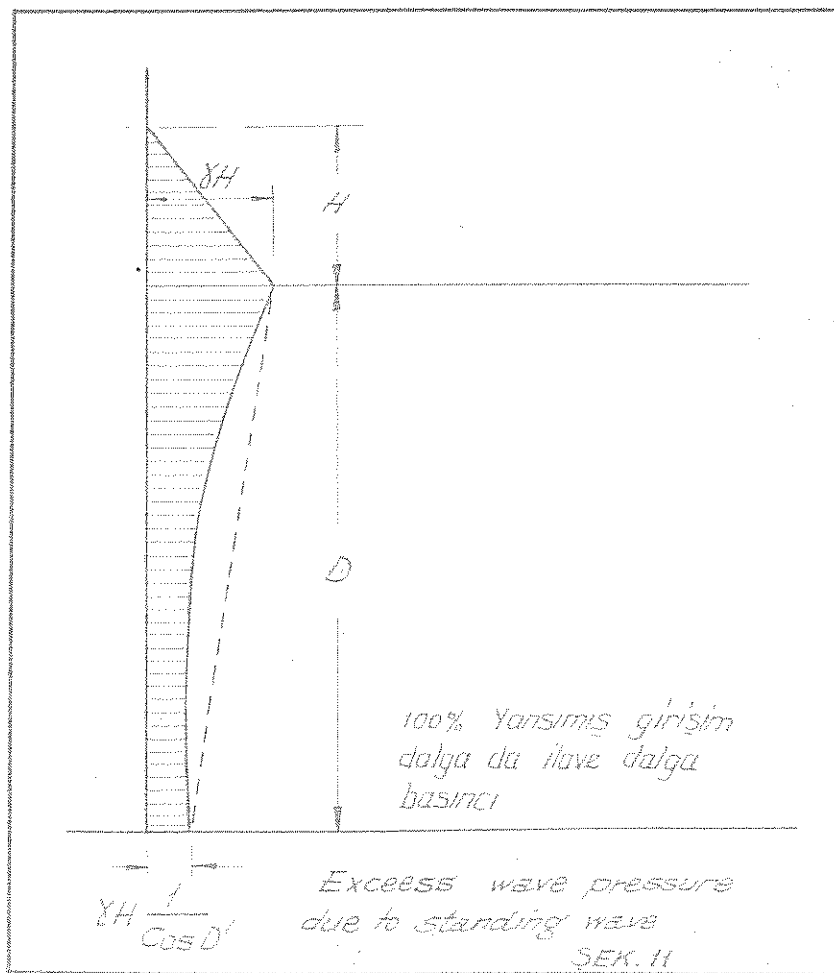 γH
H
D
100% Yansımış girişim
dalga da ilave dalga
basıncı
γH 1/Cos D'
Exceess wave pressure
due to standing wave
ŞEK. 11